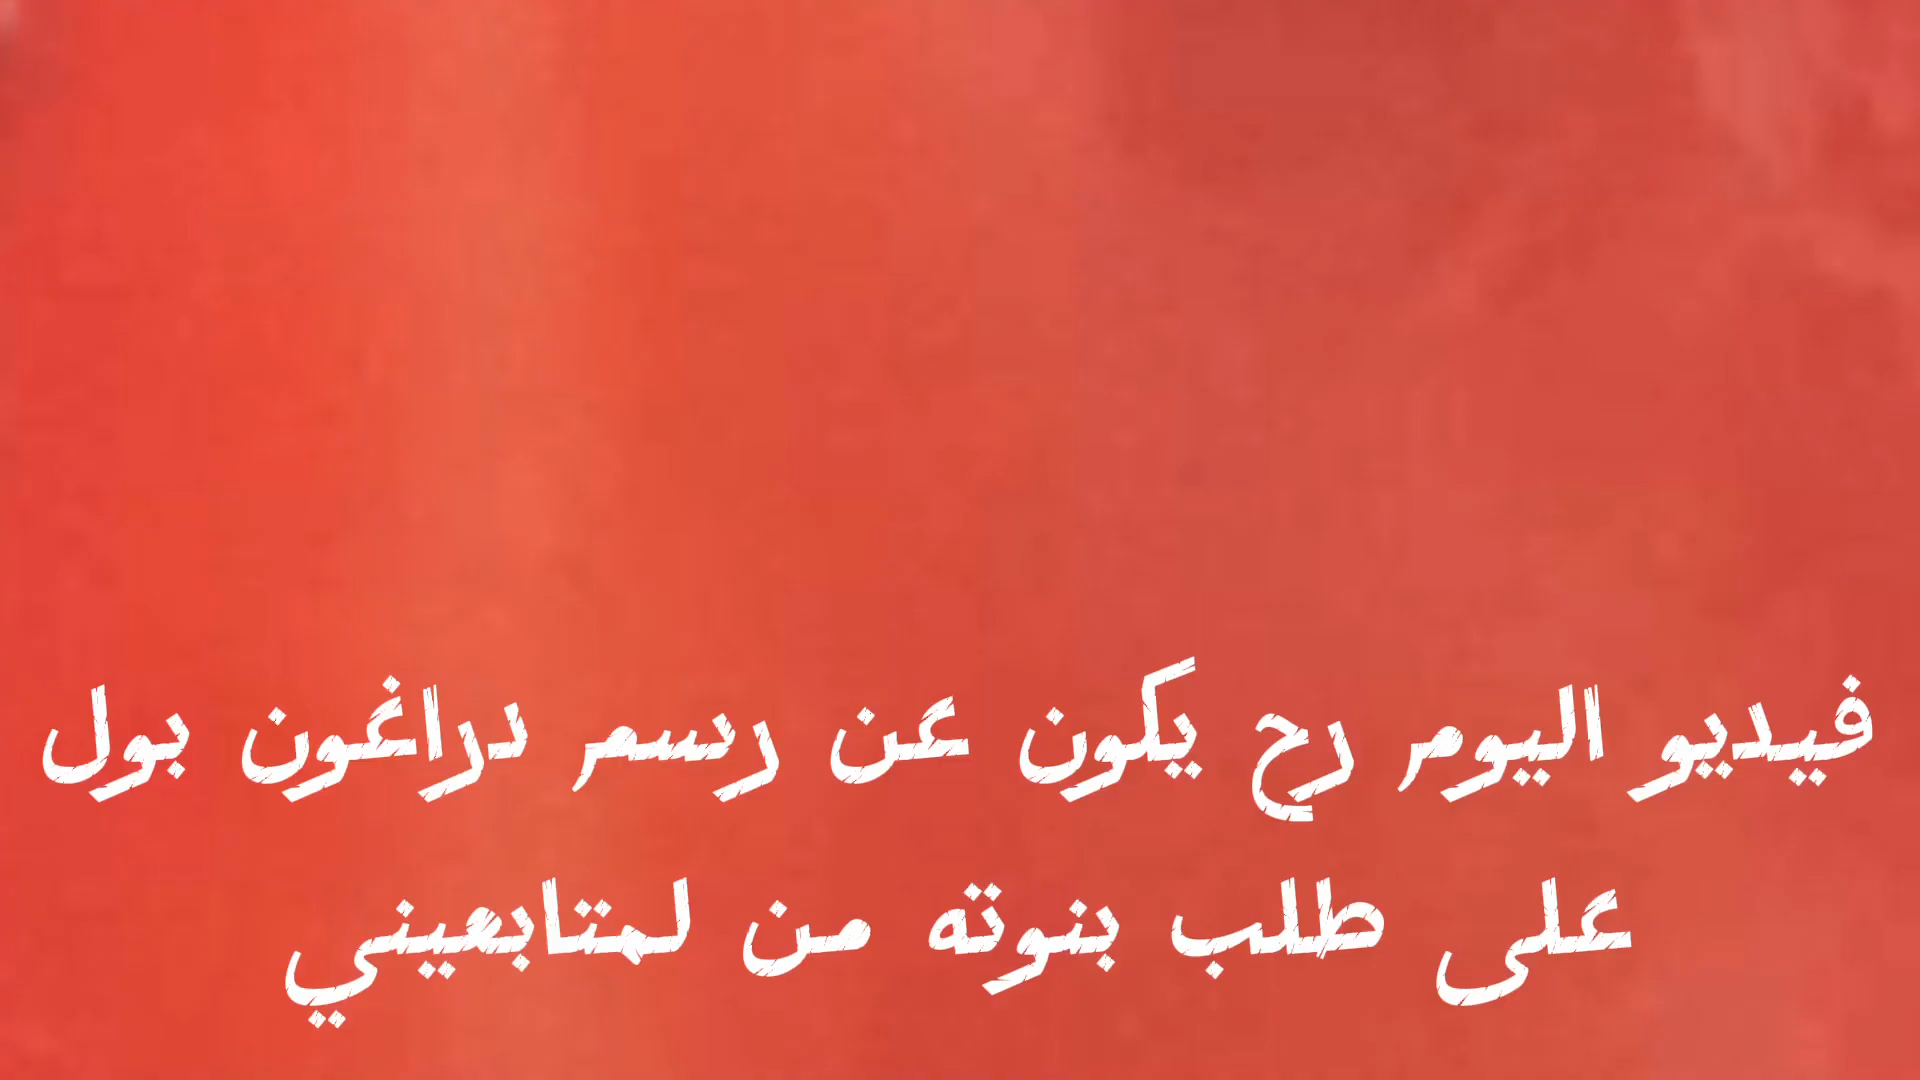 فيديو اليوم رح يكون عن رسم دراغون بول
على طلب بنوته من لمتابعيني